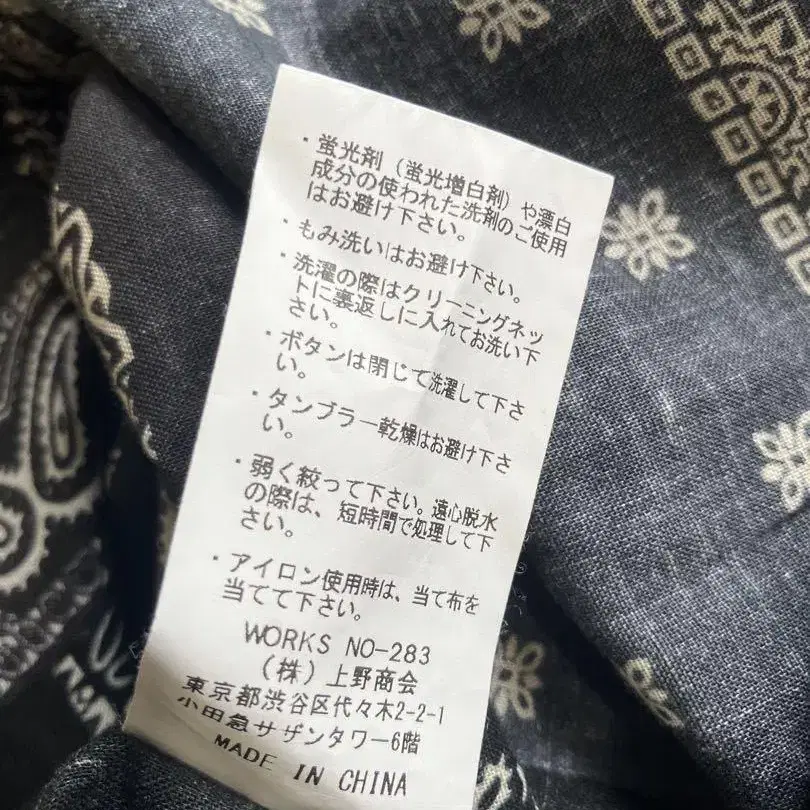 ・蛍光剤（蛍光増白剤）や漂白
成分の使われた洗剤のご使用
はお避け下さい。
・もみ洗いはお避け下さい。
・洗濯の際はクリーニングネッ
トに裏返しに入れてお洗い下
さい。
・ボタンは閉じて洗濯して下さ
い。
・タンブラー乾燥はお避け下さ
い。
・弱く絞って下さい。遠心脱水
の際は、短時間で処理して下
さい。
・アイロン使用時は、当て布を
当てて下さい。
WORKS NO-283
（株）上野商会
東京都渋谷区代々木2-2-1
小田急サザンタワー6階
MADE IN CHINA